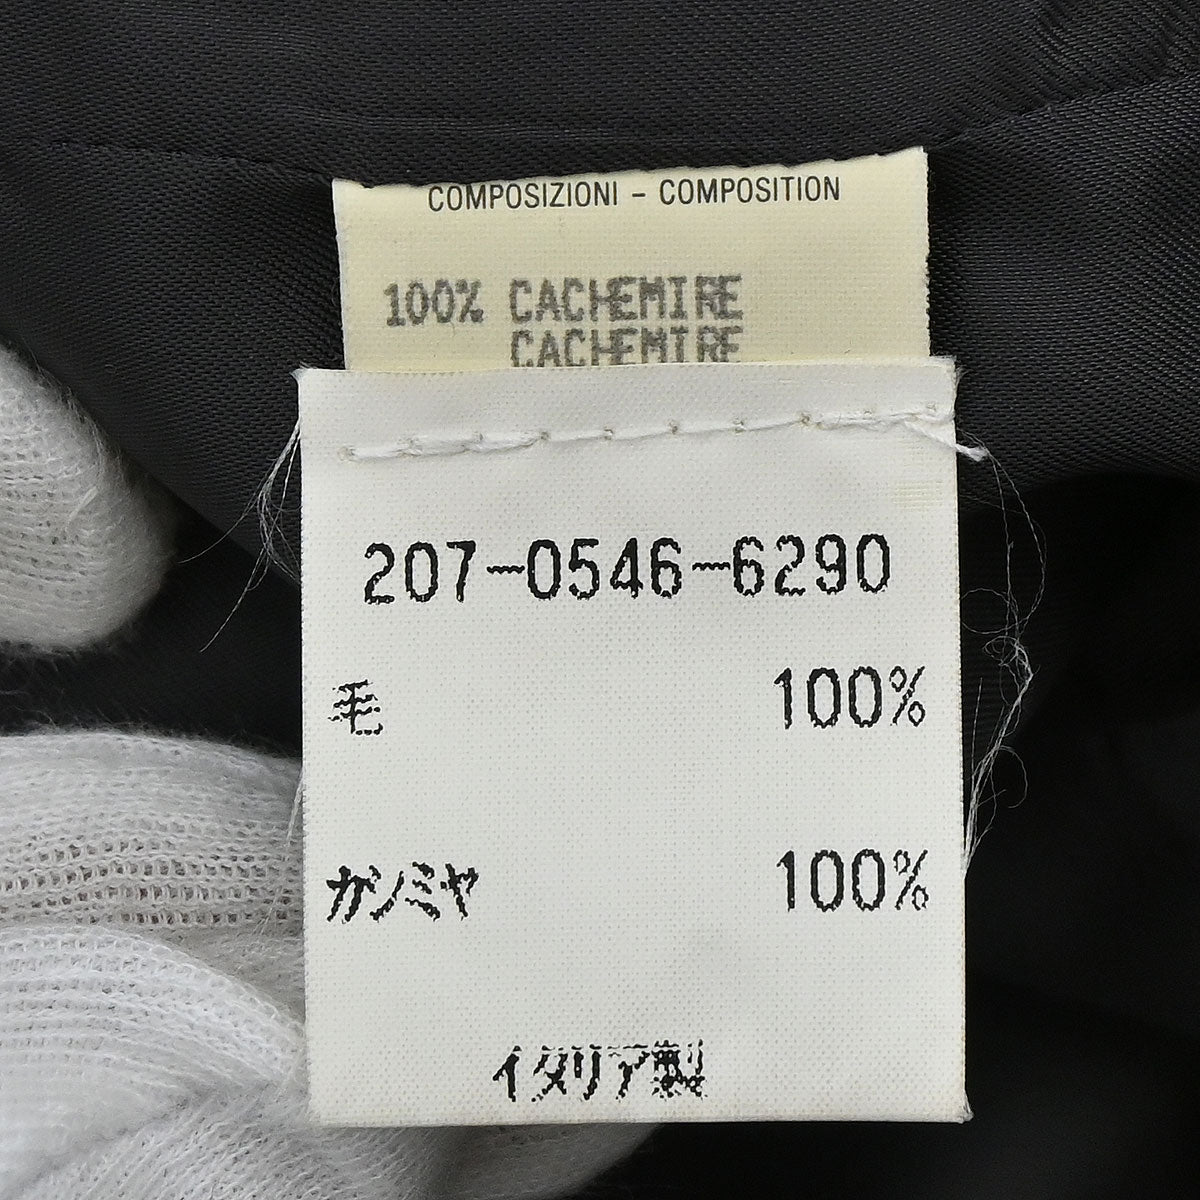 COMPOSIZIONI - COMPOSITION
100% CACHEMIRE
CACHEMIRE
207-0546-6290
毛 100%
カシミヤ 100%
イタリア製